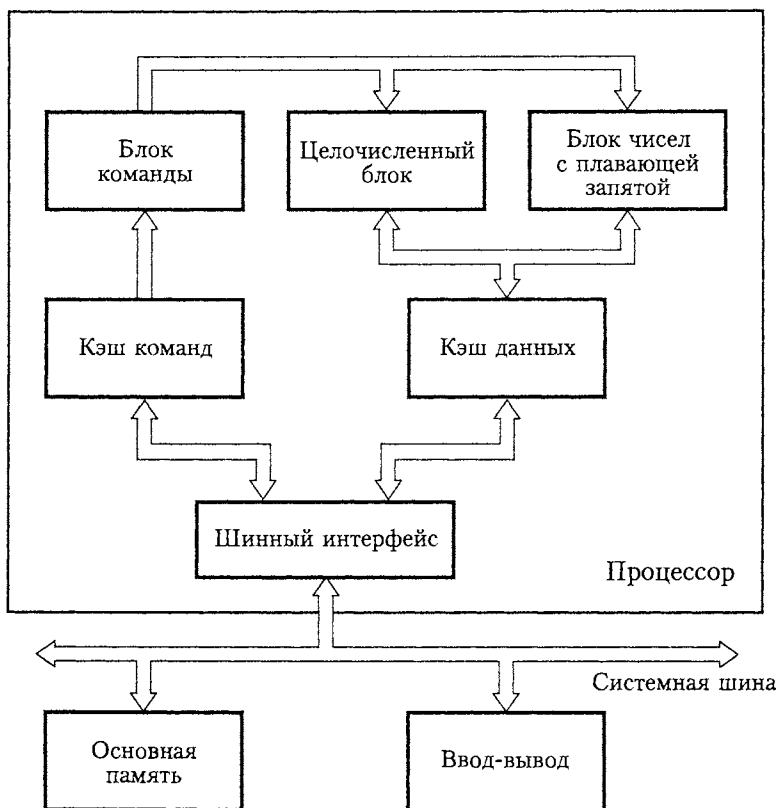 Блок
команды
Целочисленный
блок
Блок чисел
с плавающей
запятой
Кэш команд
Кэш данных
Шинный интерфейс
Процессор
Системная шина
Основная
память
Ввод-вывод